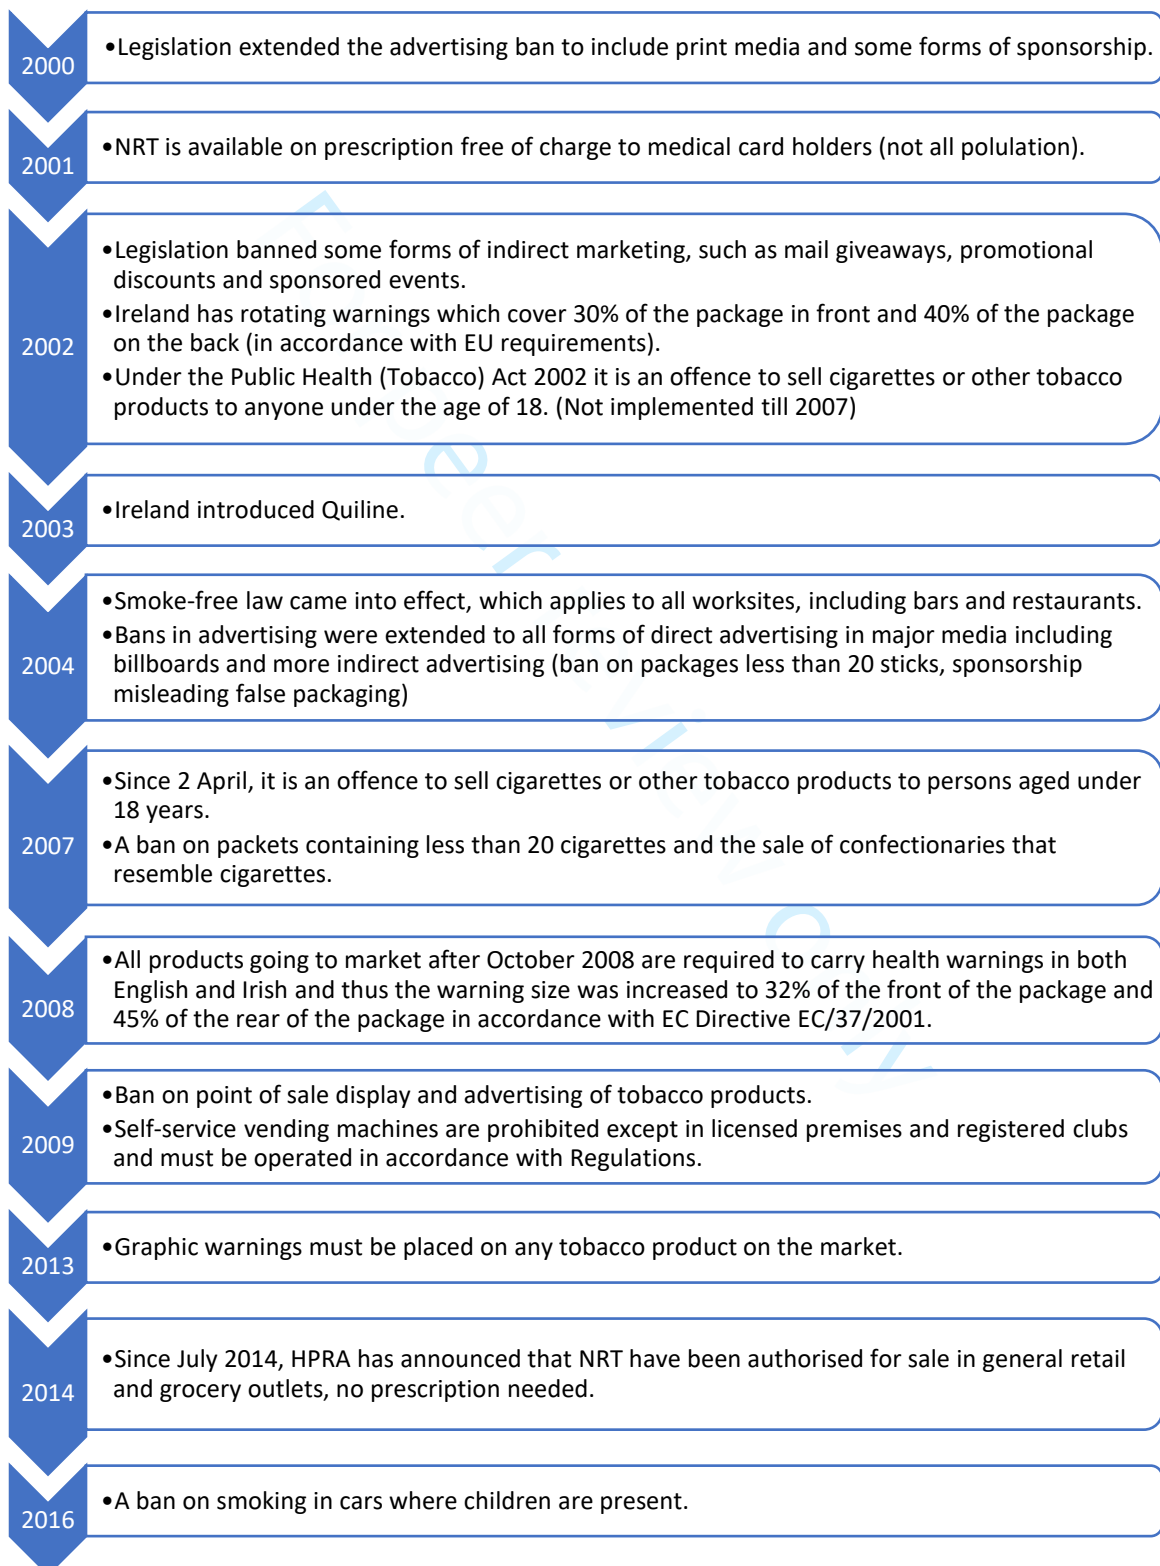 2000
•Legislation extended the advertising ban to include print media and some forms of sponsorship.
2001
•NRT is available on prescription free of charge to medical card holders (not all polulation).
2002
•Legislation banned some forms of indirect marketing, such as mail giveaways, promotional
discounts and sponsored events.
•Ireland has rotating warnings which cover 30% of the package in front and 40% of the package
on the back (in accordance with EU requirements).
•Under the Public Health (Tobacco) Act 2002 it is an offence to sell cigarettes or other tobacco
products to anyone under the age of 18. (Not implemented till 2007)
2003
•Ireland introduced Quiline.
2004
•Smoke-free law came into effect, which applies to all worksites, including bars and restaurants.
•Bans in advertising were extended to all forms of direct advertising in major media including
billboards and more indirect advertising (ban on packages less than 20 sticks, sponsorship
misleading false packaging)
2007
•Since 2 April, it is an offence to sell cigarettes or other tobacco products to persons aged under
18 years.
•A ban on packets containing less than 20 cigarettes and the sale of confectionaries that
resemble cigarettes.
2008
•All products going to market after October 2008 are required to carry health warnings in both
English and Irish and thus the warning size was increased to 32% of the front of the package and
45% of the rear of the package in accordance with EC Directive EC/37/2001.
2009
•Ban on point of sale display and advertising of tobacco products.
•Self-service vending machines are prohibited except in licensed premises and registered clubs
and must be operated in accordance with Regulations.
2013
•Graphic warnings must be placed on any tobacco product on the market.
2014
•Since July 2014, HPRA has announced that NRT have been authorised for sale in general retail
and grocery outlets, no prescription needed.
2016
•A ban on smoking in cars where children are present.